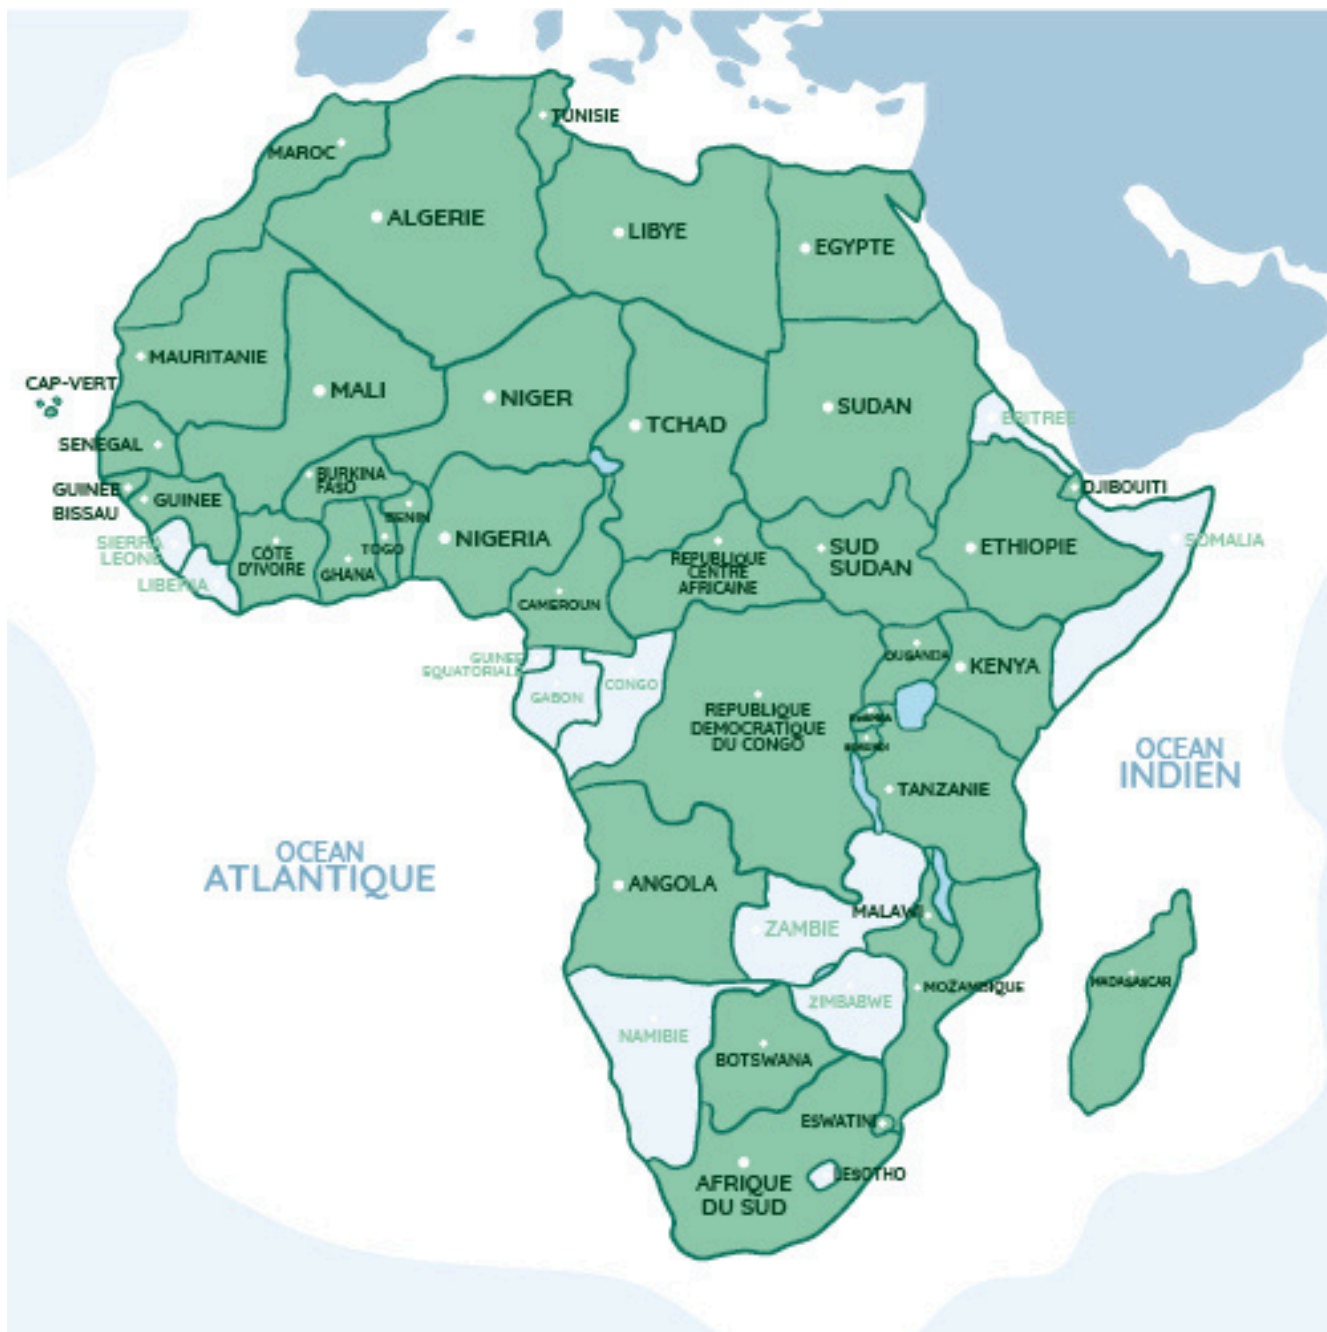 TUNISIE
MAROC
ALGERIE
LIBYE
EGYPTE
MAURITANIE
CAP-VERT
MALI
NIGER
TCHAD
SUDAN
ERITREE
SENEGAL
BURKINA
FASO
GUINEE
BISSAU
GUINEE
BENIN
DJIBOUITI
SIERRA
LEONE
CÔTE
D'IVOIRE
TOGO
GHANA
NIGERIA
REPUBLIQUE
CENTRE
AFRICAINE
SUD
SUDAN
ETHIOPIE
SOMALIA
LIBERIA
CAMEROUN
GUINEE
EQUATORIALE
GABON
CONGO
OUGANDA
KENYA
REPUBLIQUE
DEMOCRATIQUE
DU CONGO
TANZANIE
OCEAN
INDIEN
OCEAN
ATLANTIQUE
ANGOLA
MALAWI
ZAMBIE
MADAGASCAR
MOZAMBIQUE
ZIMBABWE
NAMIBIE
BOTSWANA
ESWATINI
LESOTHO
AFRIQUE
DU SUD